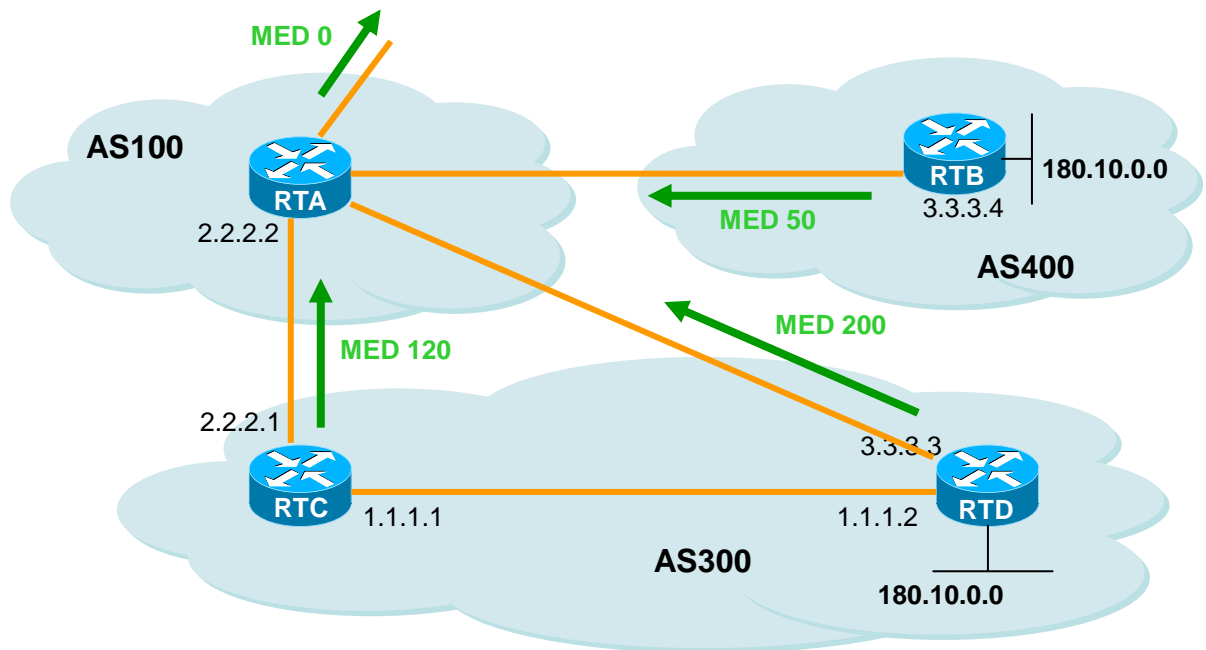 MED 0
AS100
RTA
2.2.2.2
RTB
180.10.0.0
3.3.3.4
MED 50
AS400
MED 120
MED 200
2.2.2.1
3.3.3.3
RTC
1.1.1.1
1.1.1.2
RTD
AS300
180.10.0.0